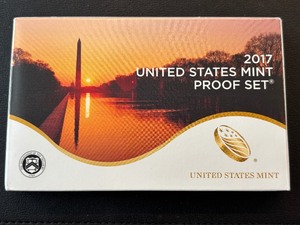 2017
UNITED STATES MINT
PROOF SET®
UNITED STATES MINT